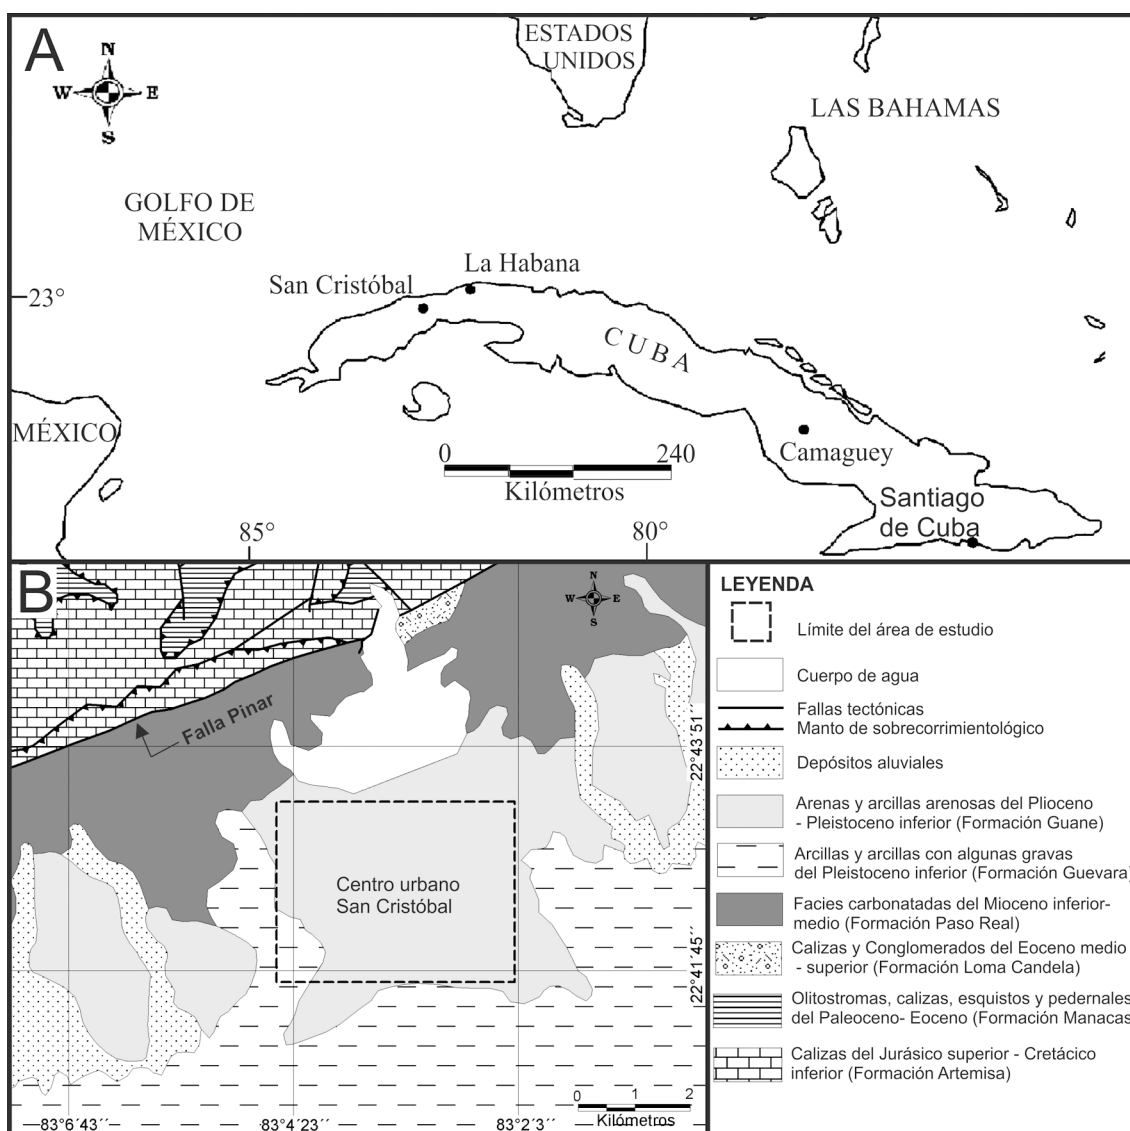 A
N
W E
S
ESTADOS
UNIDOS
LAS BAHAMAS
GOLFO DE
MÉXICO
La Habana
San Cristóbal
23°
CUBA
MÉXICO
0 240
Kilómetros
Camaguey
Santiago
de Cuba
85° 80°
B
N
W E
S
Falla Pinar
22°43´51
Centro urbano
San Cristóbal
22°41´45´´
0 1 2
Kilómetros
83°6´43´´ 83°4´23´´ 83°2´3´´
LEYENDA
Límite del área de estudio
Cuerpo de agua
Fallas tectónicas
Manto de sobrecorrimientológico
Depósitos aluviales
Arenas y arcillas arenosas del Plioceno
- Pleistoceno inferior (Formación Guane)
Arcillas y arcillas con algunas gravas
del Pleistoceno inferior (Formación Guevara)
Facies carbonatadas del Mioceno inferior-
medio (Formación Paso Real)
Calizas y Conglomerados del Eoceno medio
- superior (Formación Loma Candela)
Olitostromas, calizas, esquistos y pedernales
del Paleoceno- Eoceno (Formación Manacas
Calizas del Jurásico superior - Cretácico
inferior (Formación Artemisa)